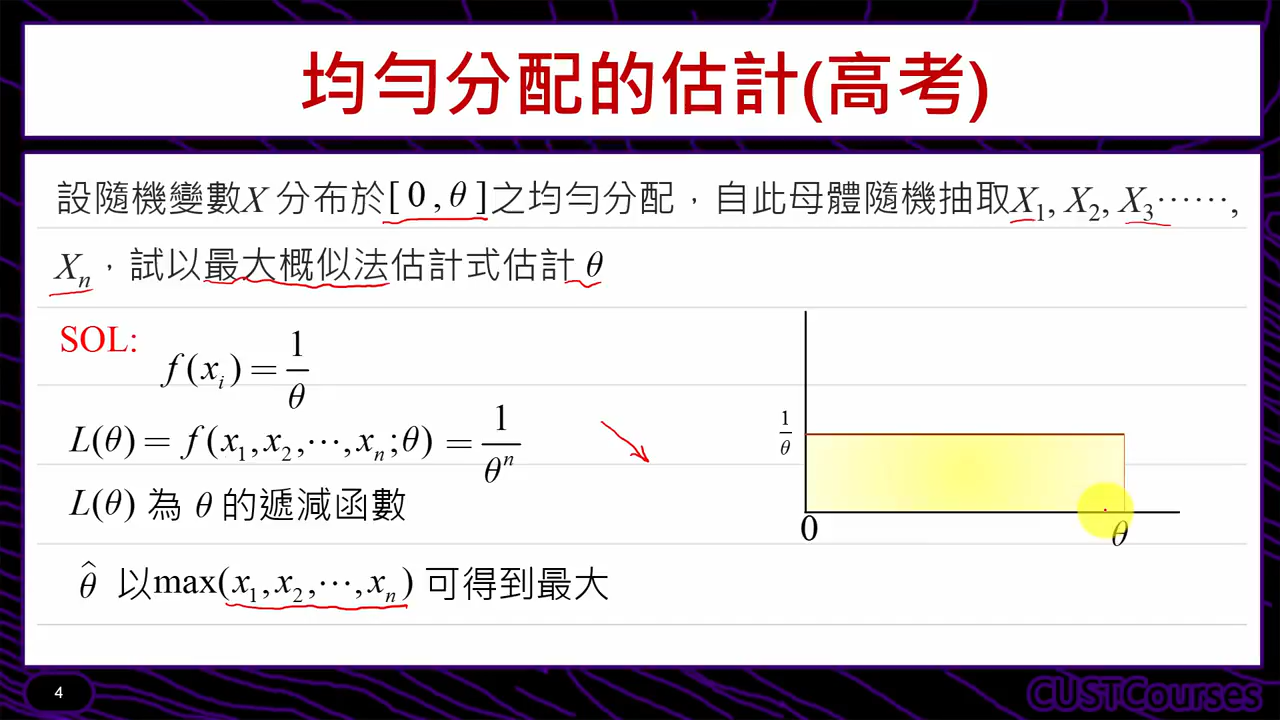 均勻分配的估計(高考)
設隨機變數X 分布於[ 0 , θ ]之均勻分配，自此母體隨機抽取X₁, X₂, X₃⋯⋯,
Xₙ，試以最大概似法估計式估計 θ
SOL:
f(xᵢ) = 1/θ
L(θ) = f(x₁,x₂,⋯,xₙ;θ) = 1/θⁿ
L(θ) 為 θ 的遞減函數
θ̂ 以max(x₁,x₂,⋯,xₙ) 可得到最大
1/θ
0 θ
4
CUSTCourses